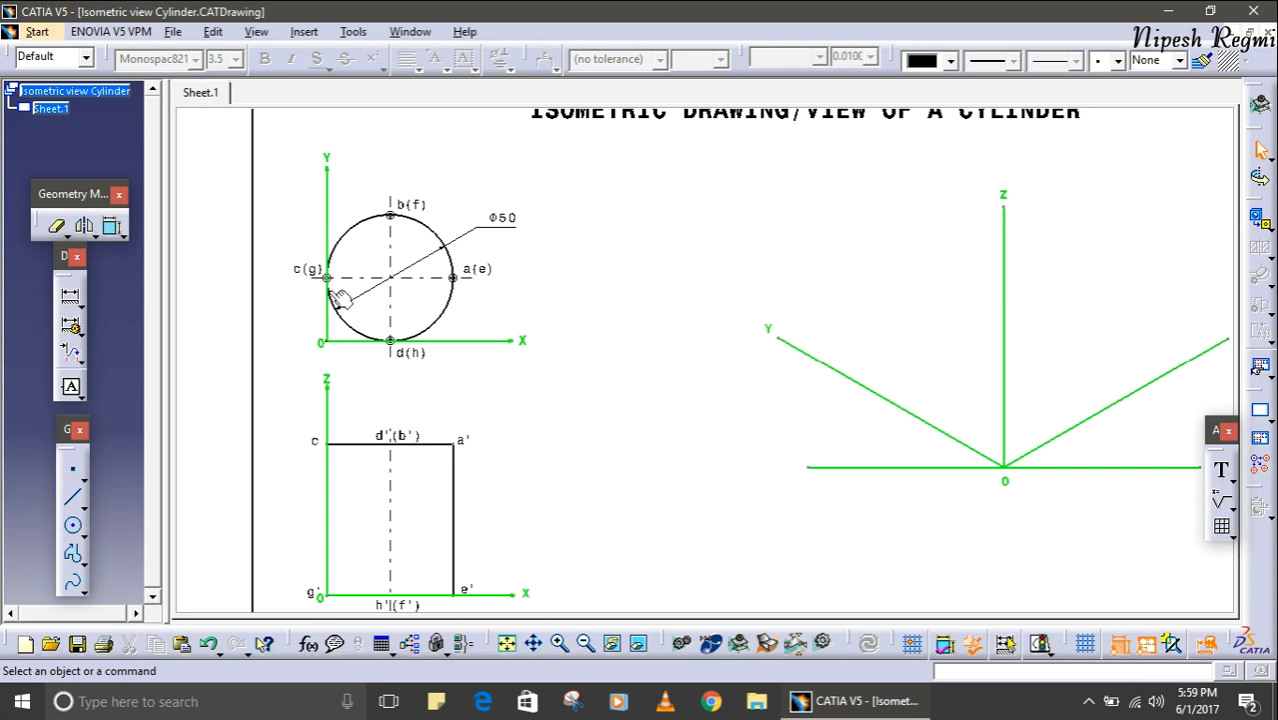 CATIA V5 - [Isometric view Cylinder.CATDrawing]
Start ENOVIA V5 VPM File Edit View Insert Tools Window Help
Nipesh Regmi
Default Monospac821 3.5 B I S S (no tolerance) 0.010 None
Isometric view Cylinder
Sheet.1
Sheet.1
ISOMETRIC DRAWING/VIEW OF A CYLINDER
Geometry M...
D...
G...
A...
Y
b(f)
Φ50
c(g)
a(e)
O
X
d(h)
Z
c
d'(b')
a'
g'
O
h'(f')
e'
X
Z
Y
O
Select an object or a command
Type here to search
CATIA V5 - [Isomet...
5:59 PM
6/1/2017
2